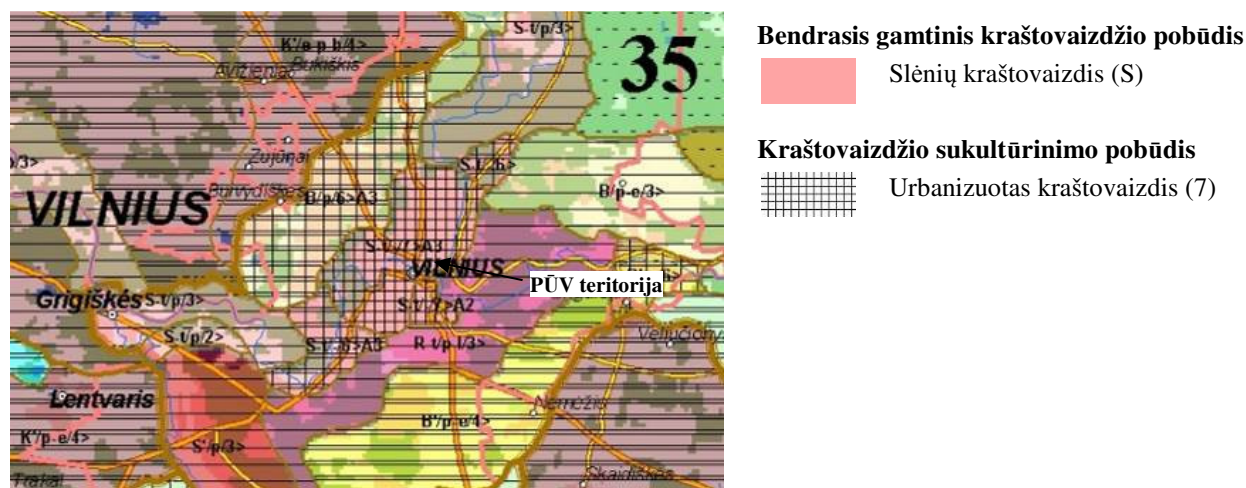 S-t/p/3>
K'/e-p-b/4>
Bukiškis
Avižieniai
35
Zujūnai
S-t/-/6>
Buivydiškės
B/p/6>A3
B/p-e/3>
VILNIUS
S-t/-/7>A3
VILNIUS
PŪV teritorija
Grigiškės
S-t/p/3>
S-t/-/7>A2
S-t/p/2>
S-t/-/6>A3
R-t/p-l/3>
Lentvaris
Nemėžis
B'/p-e/4>
K'/p-e/4>
S'/p/3>
Trakai
Skaidiškės
Bendrasis gamtinis kraštovaizdžio pobūdis
Slėnių kraštovaizdis (S)
Kraštovaizdžio sukultūrinimo pobūdis
Urbanizuotas kraštovaizdis (7)